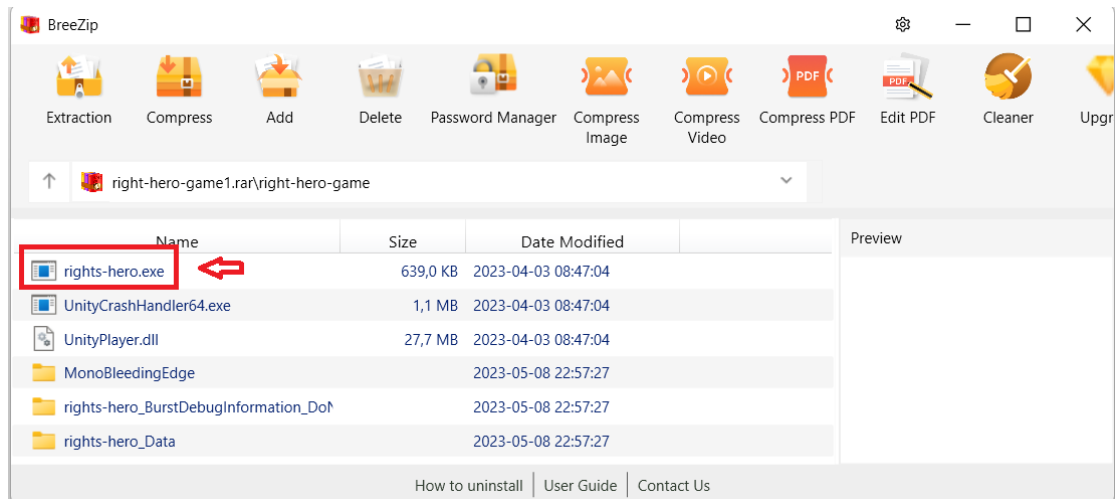 BreeZip
Extraction Compress Add Delete Password Manager Compress Image Compress Video Compress PDF Edit PDF Cleaner Upgr
right-hero-game1.rar\right-hero-game
Name Size Date Modified Preview
rights-hero.exe 639,0 KB 2023-04-03 08:47:04
UnityCrashHandler64.exe 1,1 MB 2023-04-03 08:47:04
UnityPlayer.dll 27,7 MB 2023-04-03 08:47:04
MonoBleedingEdge 2023-05-08 22:57:27
rights-hero_BurstDebugInformation_DoN 2023-05-08 22:57:27
rights-hero_Data 2023-05-08 22:57:27
How to uninstall User Guide Contact Us